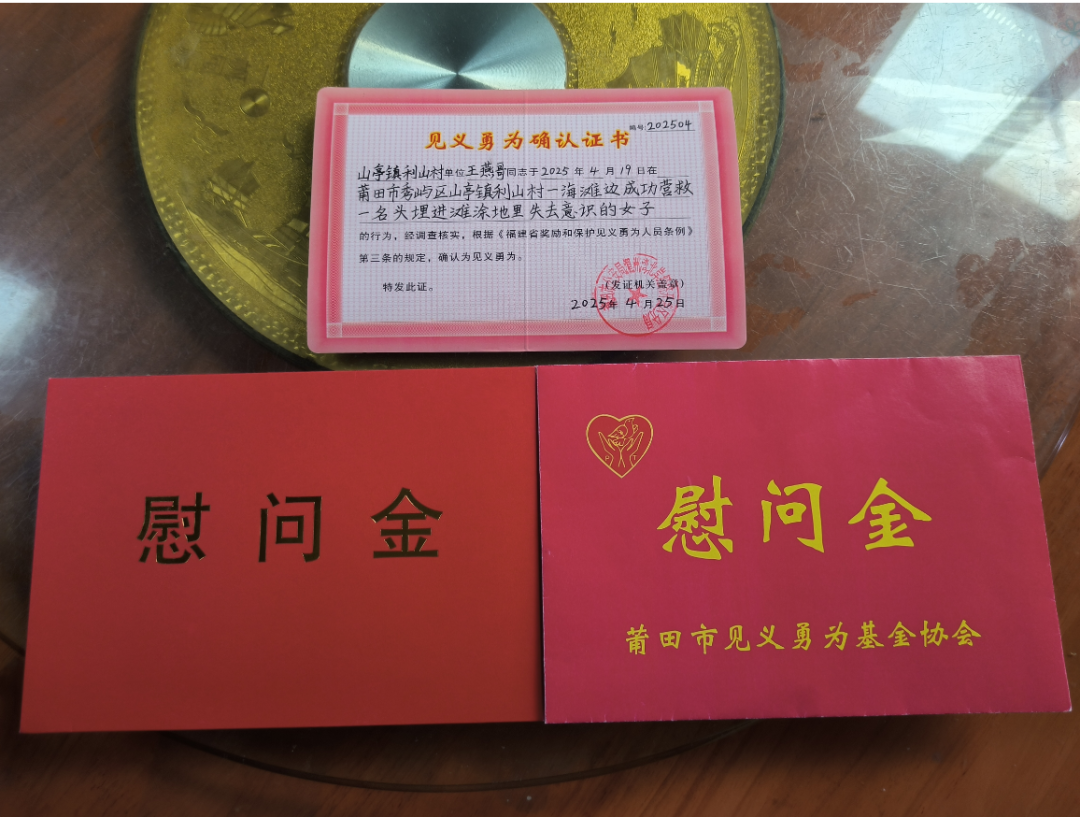 编号:202504
见义勇为确认证书
山亭镇利山村单位王燕同志于2025年4月19日在
莆田市秀屿区山亭镇利山村一海滩边成功营救
一名头埋进滩涂地里失去意识的女子
的行为,经调查核实,根据《福建省奖励和保护见义勇为人员条例》
第三条的规定,确认为见义勇为。
特发此证。
(发证机关盖章)
2025年4月25日
慰问金
慰问金
莆田市见义勇为基金协会